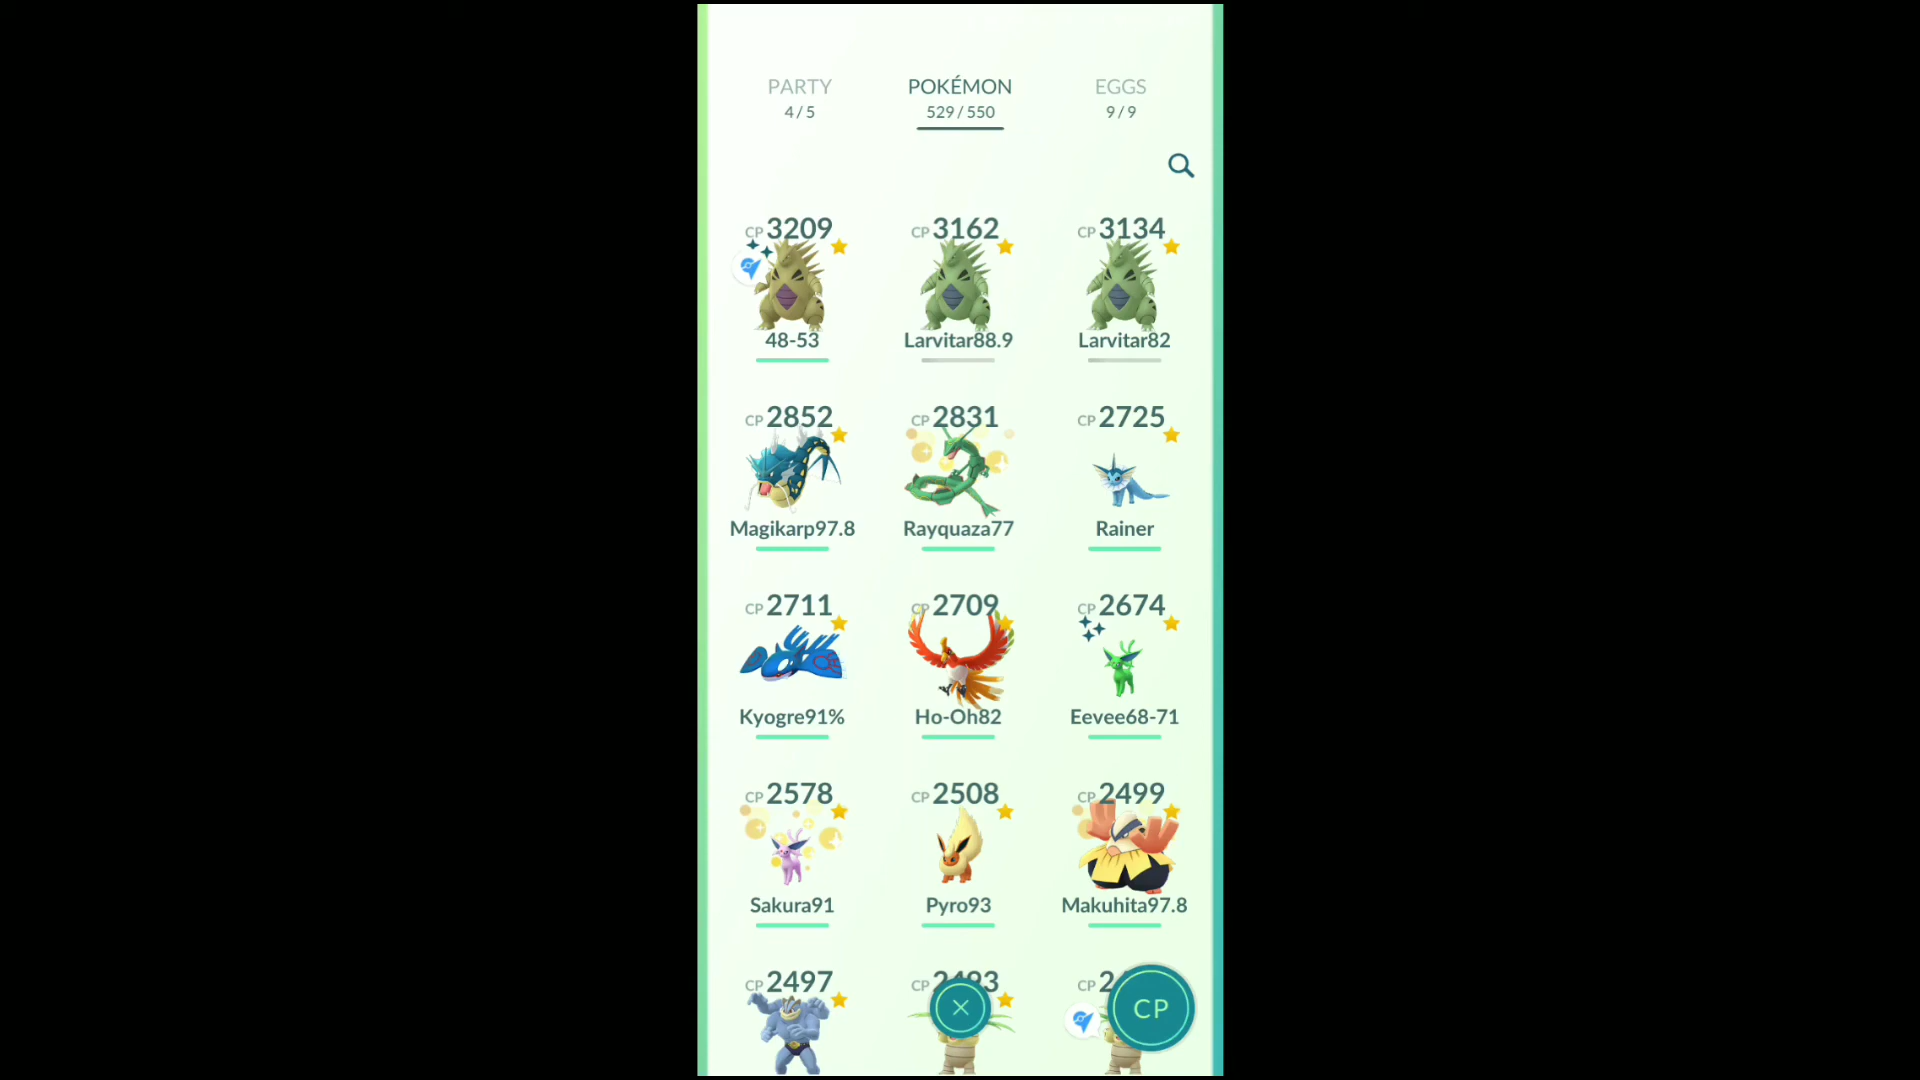 PARTY POKÉMON EGGS
4 / 5 529 / 550 9 / 9
CP 3209 CP 3162 CP 3134
48-53 Larvitar88.9 Larvitar82
CP 2852 CP 2831 CP 2725
Magikarp97.8 Rayquaza77 Rainer
CP 2711 CP 2709 CP 2674
Kyogre91% Ho-Oh82 Eevee68-71
CP 2578 CP 2508 CP 2499
Sakura91 Pyro93 Makuhita97.8
CP 2497 CP 2493 CP
CP